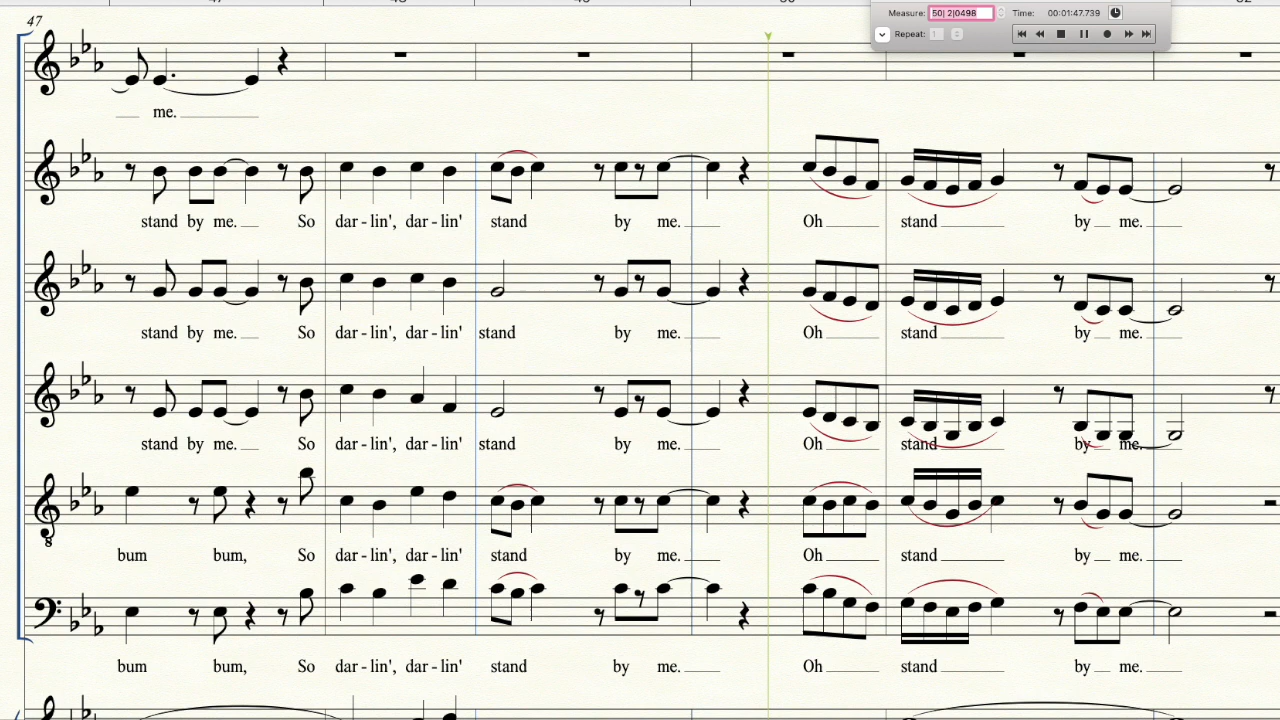 Measure: 50| 2|0498 Time: 00:01:47.739
Repeat: 1
47
me.
stand by me. So dar - lin', dar - lin' stand by me. Oh stand by me.
stand by me. So dar - lin', dar - lin' stand by me. Oh stand by me.
stand by me. So dar - lin', dar - lin' stand by me. Oh stand by me.
bum bum, So dar - lin', dar - lin' stand by me. Oh stand by me.
bum bum, So dar - lin', dar - lin' stand by me. Oh stand by me.